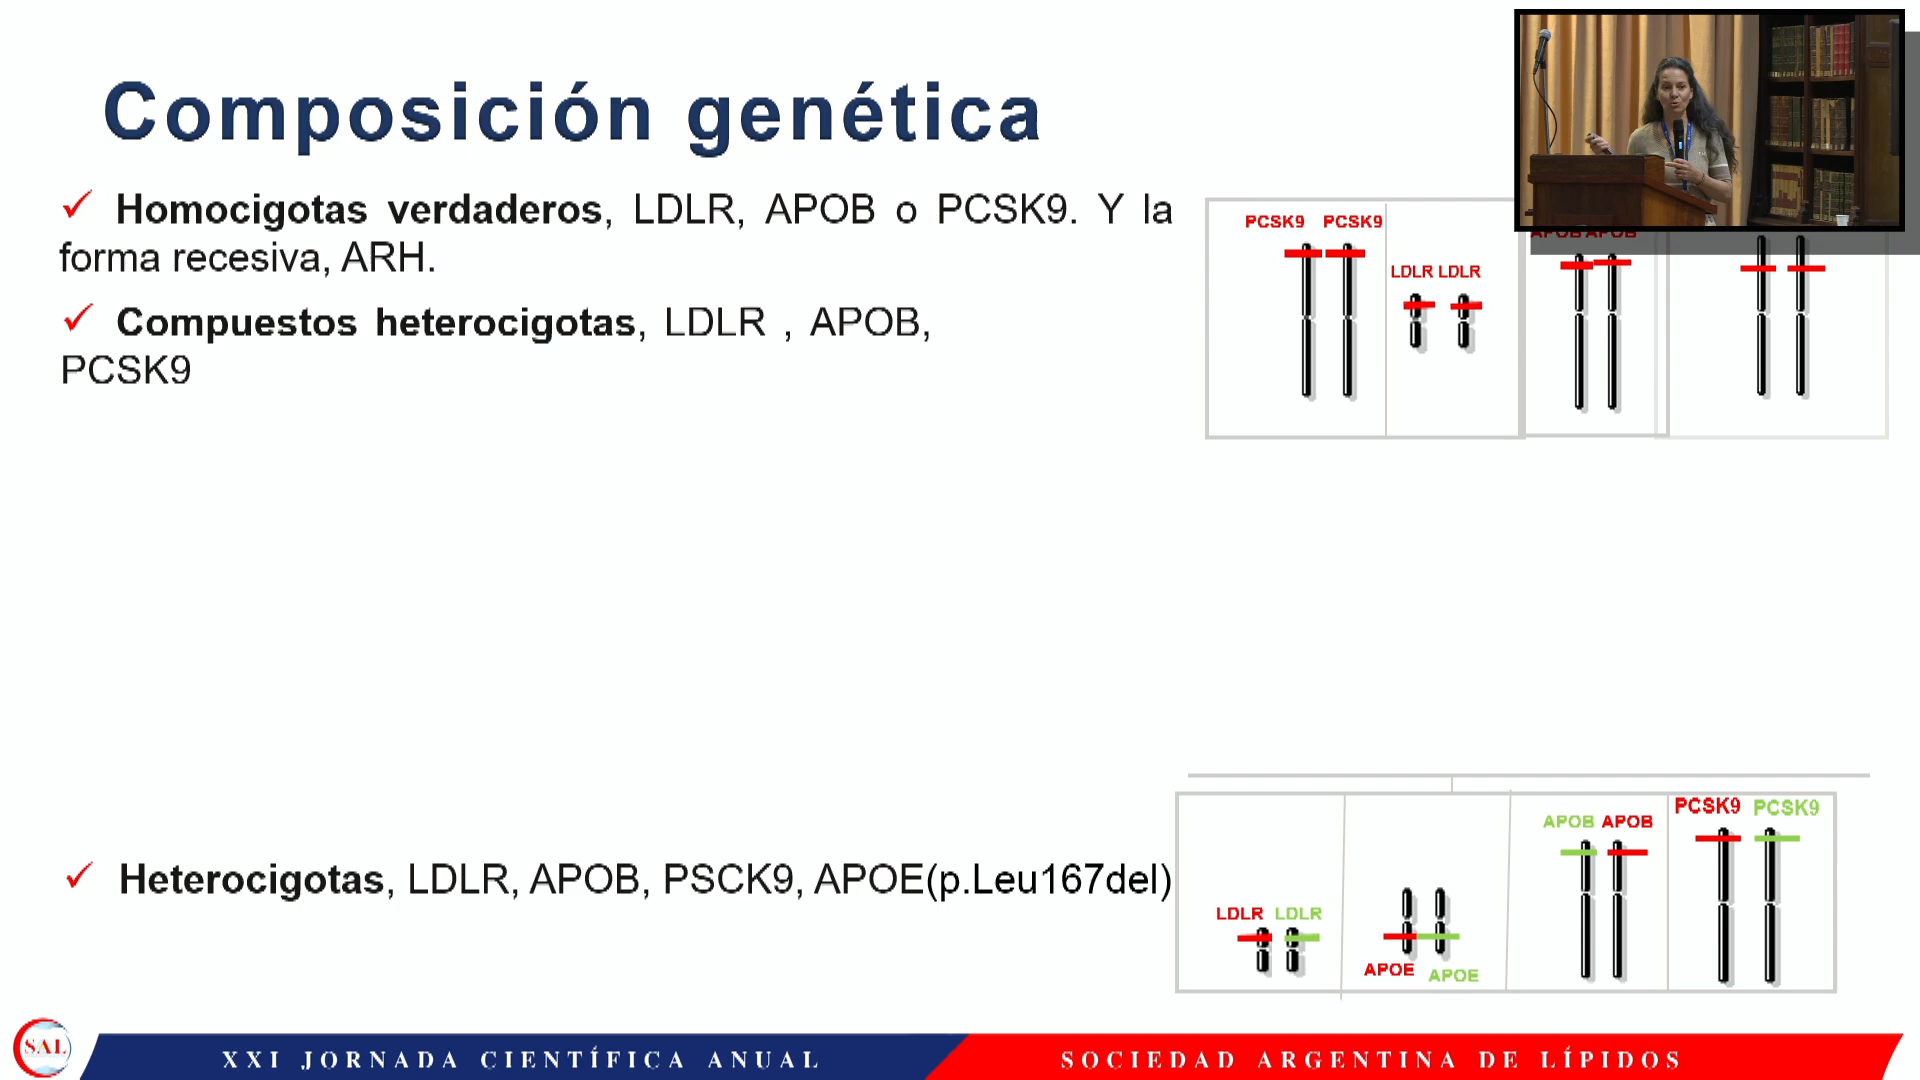 Composición genética
✓ Homocigotas verdaderos, LDLR, APOB o PCSK9. Y la
forma recesiva, ARH.
✓ Compuestos heterocigotas, LDLR , APOB,
PCSK9
PCSK9 PCSK9
LDLR LDLR
APOB APOB
✓ Heterocigotas, LDLR, APOB, PSCK9, APOE(p.Leu167del)
LDLR LDLR
APOE APOE
APOB APOB
PCSK9 PCSK9
SAL
XXI JORNADA CIENTÍFICA ANUAL
SOCIEDAD ARGENTINA DE LÍPIDOS